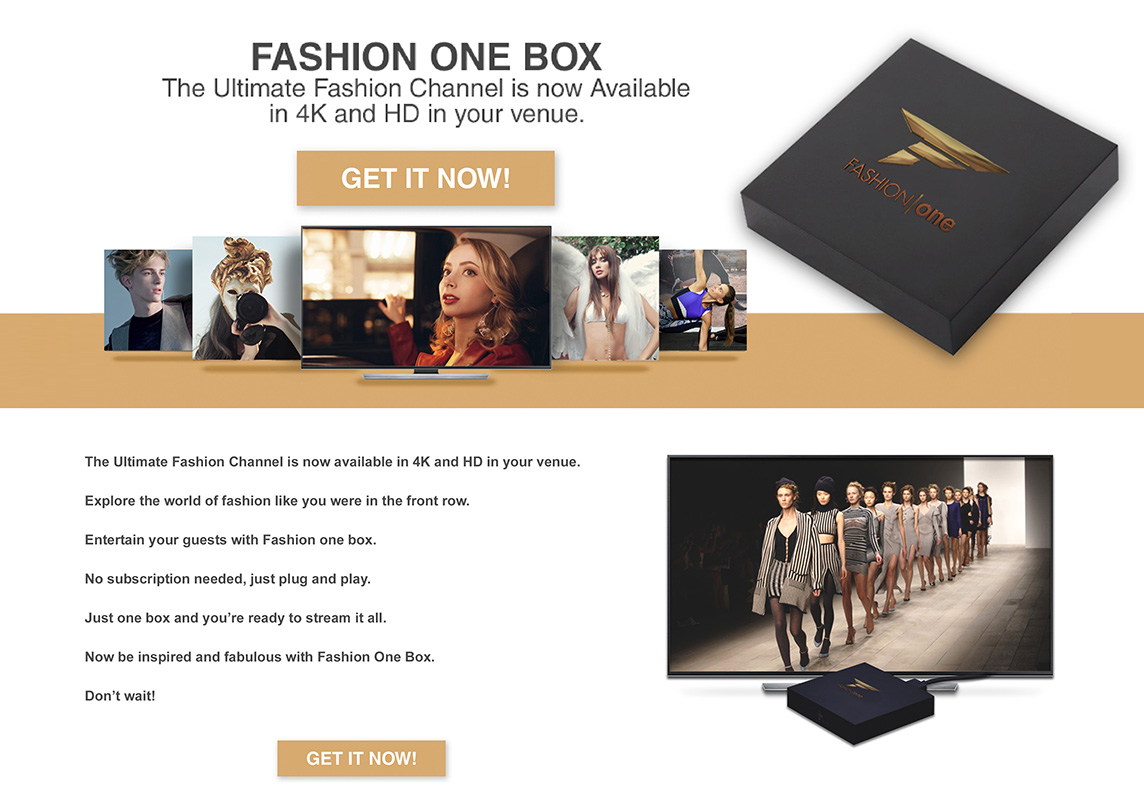 FASHION ONE BOX
The Ultimate Fashion Channel is now Available
in 4K and HD in your venue.
GET IT NOW!
FASHION|one
The Ultimate Fashion Channel is now available in 4K and HD in your venue.
Explore the world of fashion like you were in the front row.
Entertain your guests with Fashion one box.
No subscription needed, just plug and play.
Just one box and you’re ready to stream it all.
Now be inspired and fabulous with Fashion One Box.
Don’t wait!
GET IT NOW!